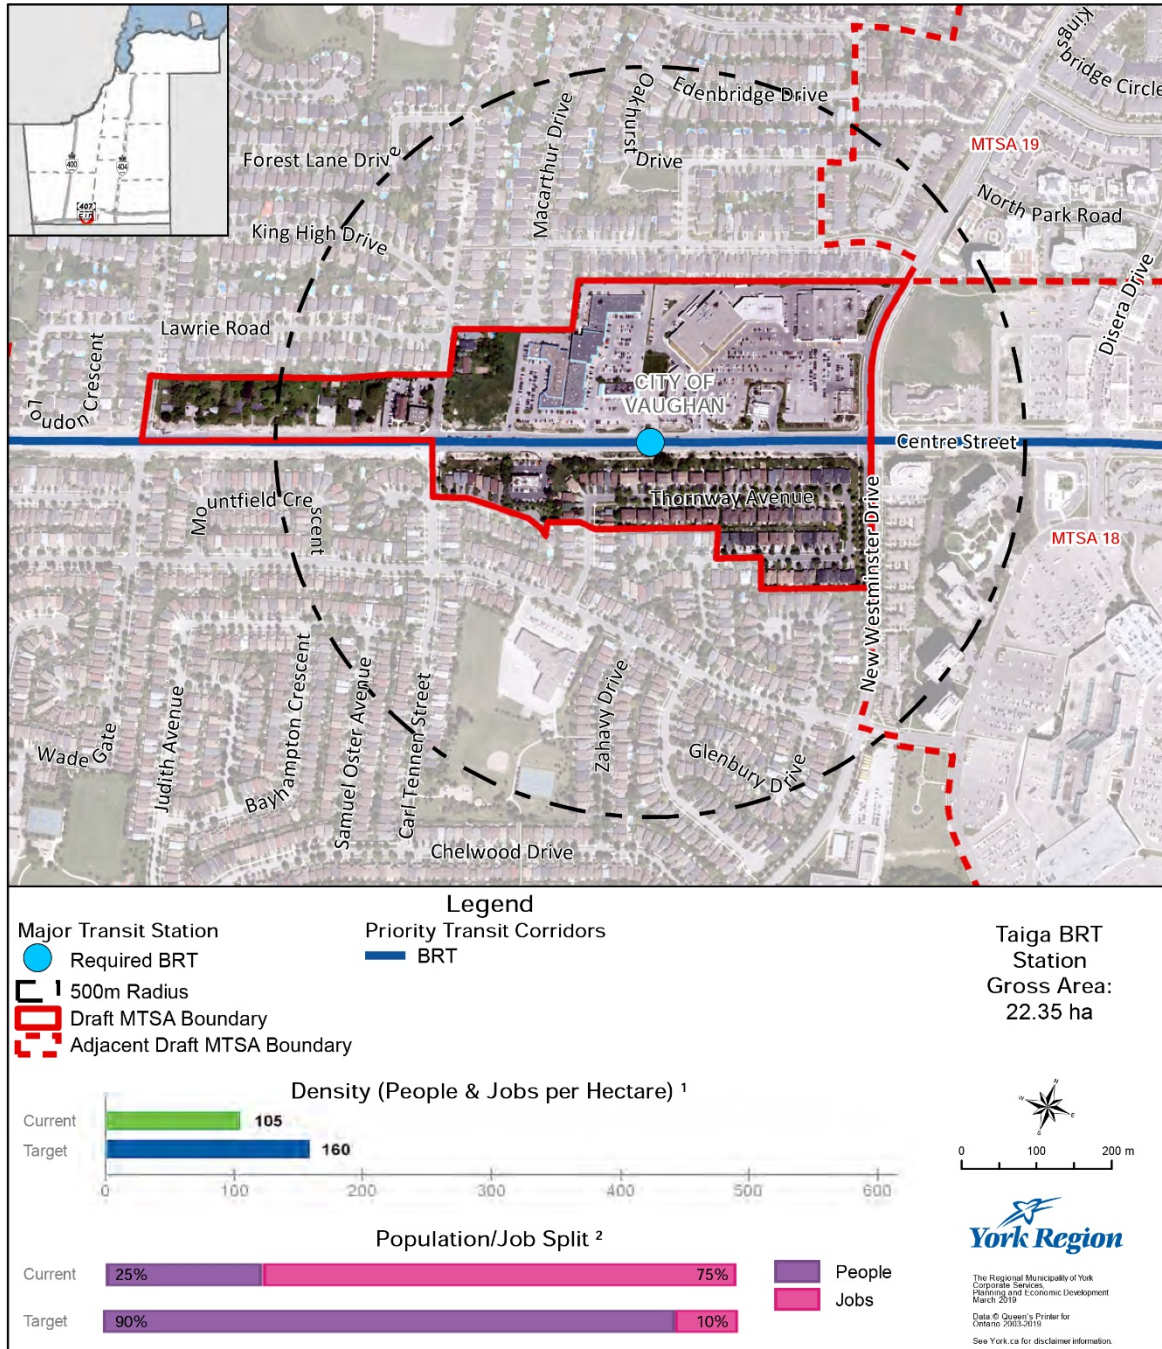 400
404
407
Kings-
bridge Circle
Edenbridge Drive
Oakhurst
Drive
Macarthur Drive
Forest Lane Drive
MTSA 19
North Park Road
King High Drive
Disera Drive
Lawrie Road
Loudon Crescent
CITY OF
VAUGHAN
Centre Street
Thornway Avenue
Mountfield Crescent
MTSA 18
New Westminster Drive
Zahavy Drive
Glenbury Drive
Wade Gate
Judith Avenue
Bayhampton Crescent
Samuel Oster Avenue
Carl Tennen Street
Chelwood Drive
Legend
Major Transit Station
Required BRT
500m Radius
Draft MTSA Boundary
Adjacent Draft MTSA Boundary
Priority Transit Corridors
BRT
Taiga BRT
Station
Gross Area:
22.35 ha
Density (People & Jobs per Hectare) ¹
Current 105
Target 160
0 100 200 300 400 500 600
N
W E
S
0 100 200 m
Population/Job Split ²
Current 25% 75%
Target 90% 10%
People
Jobs
York Region
The Regional Municipality of York
Corporate Services,
Planning and Economic Development
March 2019
Data:© Queen's Printer for
Ontario 2003-2019
See York.ca for disclaimer information.